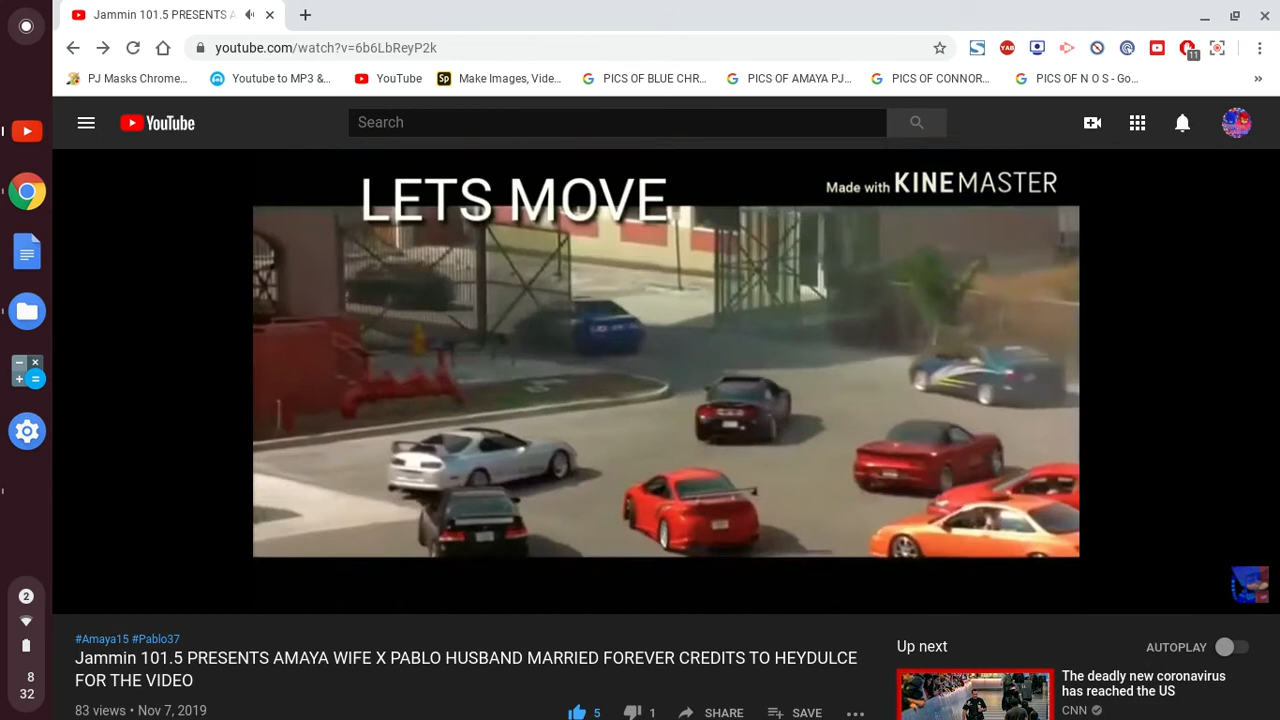 Jammin 101.5 PRESENTS A
youtube.com/watch?v=6b6LbReyP2k
YAB
11
PJ Masks Chrome...
Youtube to MP3 &...
YouTube
Sp
Make Images, Vide...
PICS OF BLUE CHR...
PICS OF AMAYA PJ...
PICS OF CONNOR...
PICS OF N O S - Go...
»
YouTube
Search
LETS MOVE
Made with KINEMASTER
#Amaya15 #Pablo37
Jammin 101.5 PRESENTS AMAYA WIFE X PABLO HUSBAND MARRIED FOREVER CREDITS TO HEYDULCE
FOR THE VIDEO
83 views • Nov 7, 2019
5
1
SHARE
SAVE
Up next
AUTOPLAY
The deadly new coronavirus
has reached the US
CNN
2
8
32